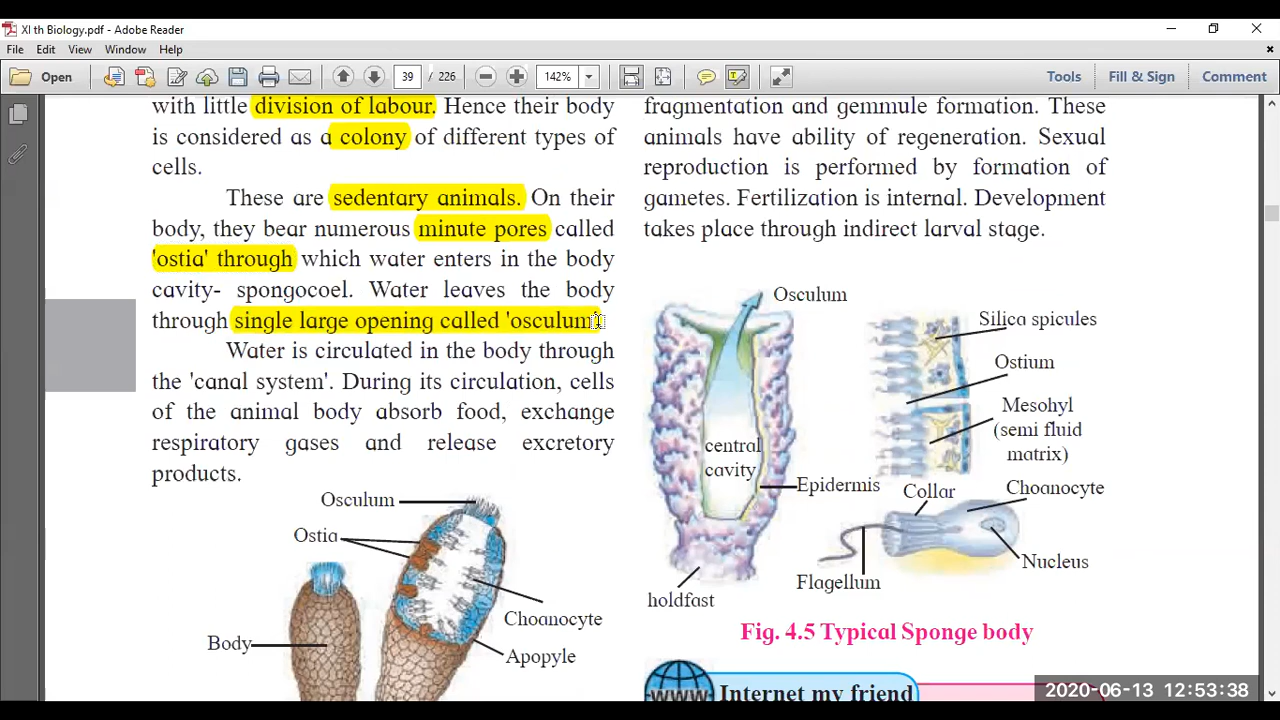 XI th Biology.pdf - Adobe Reader
File Edit View Window Help
Open 39 / 226 142% Tools Fill & Sign Comment
with little division of labour. Hence their body
is considered as a colony of different types of
cells.
These are sedentary animals. On their
body, they bear numerous minute pores called
'ostia' through which water enters in the body
cavity- spongocoel. Water leaves the body
through single large opening called 'osculum'.
Water is circulated in the body through
the 'canal system'. During its circulation, cells
of the animal body absorb food, exchange
respiratory gases and release excretory
products.
Osculum
Ostia
Choanocyte
Body
Apopyle
fragmentation and gemmule formation. These
animals have ability of regeneration. Sexual
reproduction is performed by formation of
gametes. Fertilization is internal. Development
takes place through indirect larval stage.
Osculum
Silica spicules
Ostium
Mesohyl
(semi fluid
matrix)
central
cavity
Epidermis
Collar
Choanocyte
Nucleus
Flagellum
holdfast
Fig. 4.5 Typical Sponge body
WWW Internet my friend
2020-06-13 12:53:38